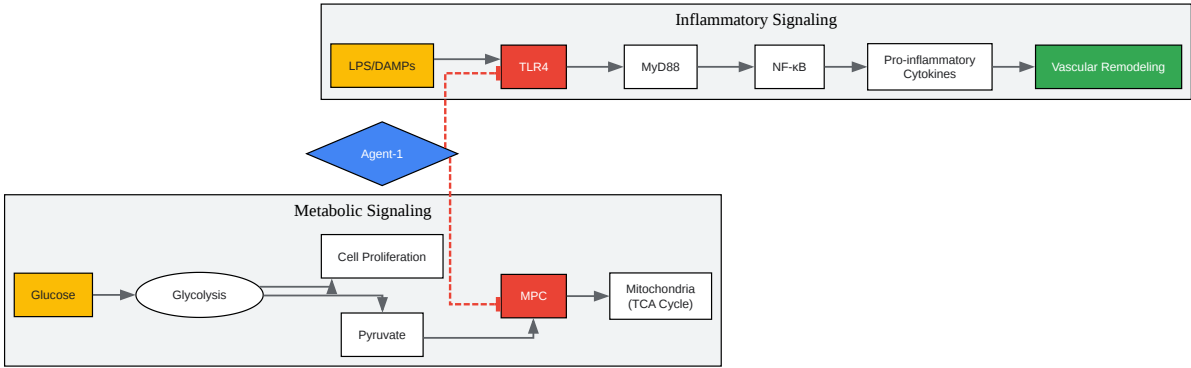 Inflammatory Signaling
LPS/DAMPs
TLR4
MyD88
NF-κB
Pro-inflammatory
Cytokines
Vascular Remodeling
Agent-1
Metabolic Signaling
Cell Proliferation
Glucose
Glycolysis
MPC
Mitochondria
(TCA Cycle)
Pyruvate